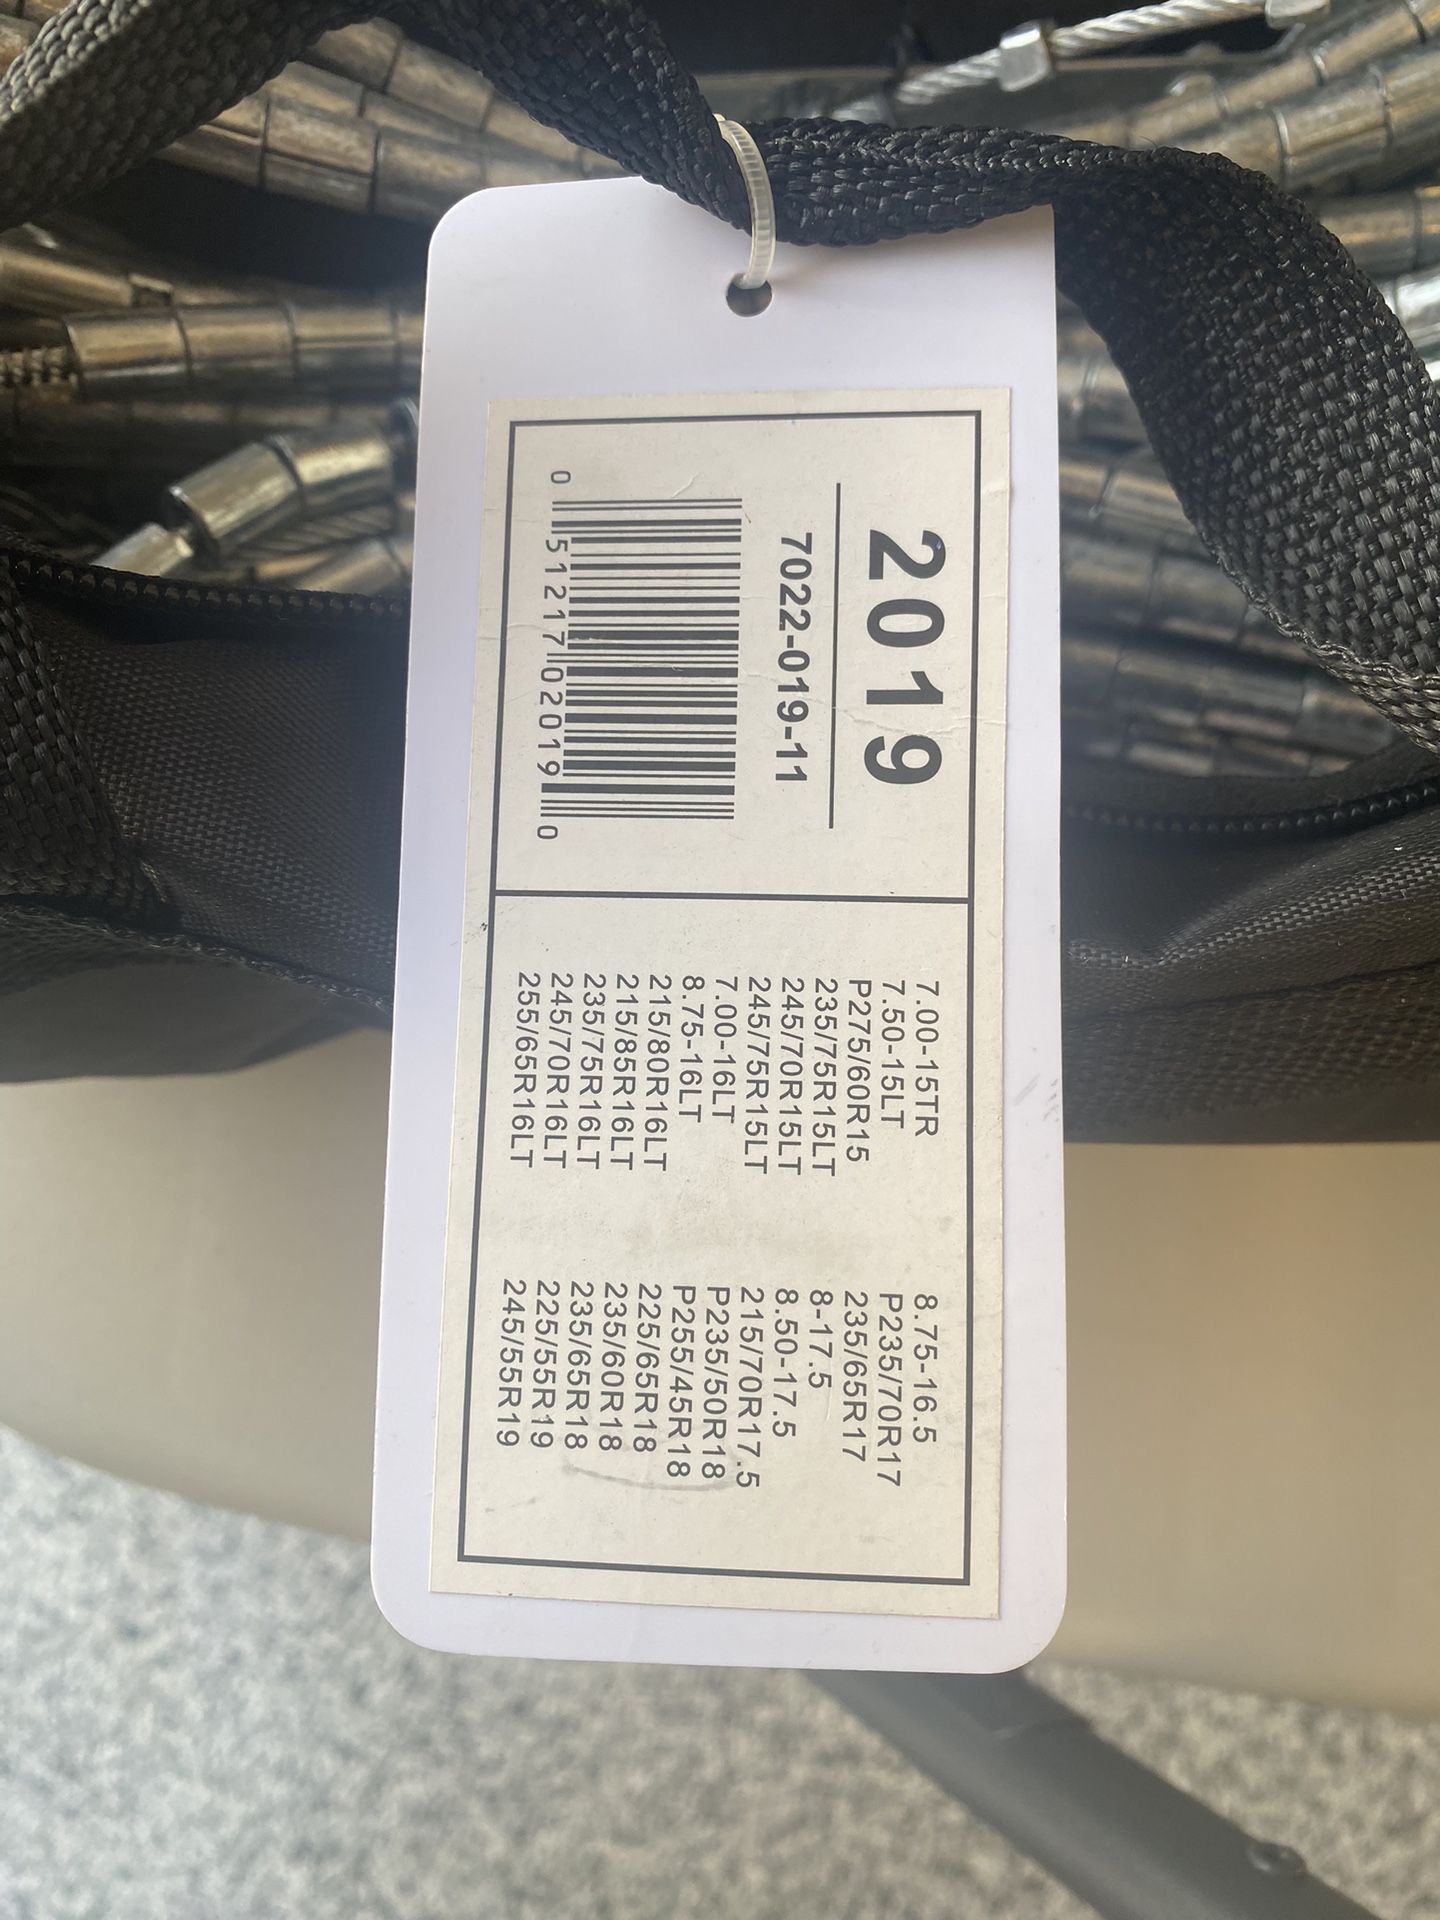 2019
7022-019-11
0 51217 02019 0
7.00-15TR
7.50-15LT
P275/60R15
235/75R15LT
245/70R15LT
245/75R15LT
7.00-16LT
8.75-16LT
215/80R16LT
215/85R16LT
235/75R16LT
245/70R16LT
255/65R16LT
8.75-16.5
P235/70R17
235/65R17
8-17.5
8.50-17.5
215/70R17.5
P235/50R18
P255/45R18
225/65R18
235/60R18
235/65R18
225/55R19
245/55R19